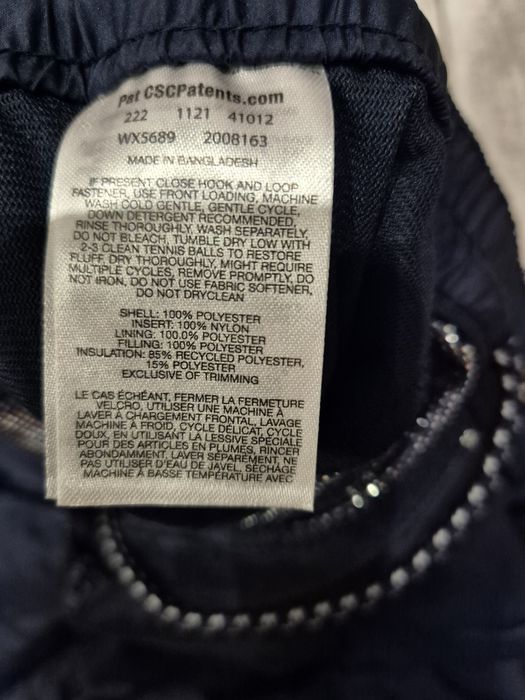 Pat CSCPatents.com
222 1121 41012
WX5689 2008163
MADE IN BANGLADESH
IF PRESENT CLOSE HOOK AND LOOP
FASTENER, USE FRONT LOADING, MACHINE
WASH COLD GENTLE, GENTLE CYCLE,
DOWN DETERGENT RECOMMENDED,
RINSE THOROUGHLY, WASH SEPARATELY,
DO NOT BLEACH, TUMBLE DRY LOW WITH
2-3 CLEAN TENNIS BALLS TO RESTORE
FLUFF, DRY THOROUGHLY, MIGHT REQUIRE
MULTIPLE CYCLES, REMOVE PROMPTLY, DO
NOT IRON, DO NOT USE FABRIC SOFTENER,
DO NOT DRYCLEAN
SHELL: 100% POLYESTER
INSERT: 100% NYLON
LINING: 100.0% POLYESTER
FILLING: 100% POLYESTER
INSULATION: 85% RECYCLED POLYESTER,
15% POLYESTER
EXCLUSIVE OF TRIMMING
LE CAS ÉCHÉANT, FERMER LA FERMETURE
VELCRO, UTILISER UNE MACHINE À
LAVER À CHARGEMENT FRONTAL, LAVAGE
MACHINE À FROID, CYCLE DÉLICAT, CYCLE
DOUX, EN UTILISANT LA LESSIVE SPÉCIALE
POUR DES ARTICLES EN PLUMES, RINCER
ABONDAMMENT, LAVER SÉPARÉMENT, NE
PAS UTILISER D'EAU DE JAVEL, SÉCHAGE
MACHINE À BASSE TEMPÉRATURE AVEC